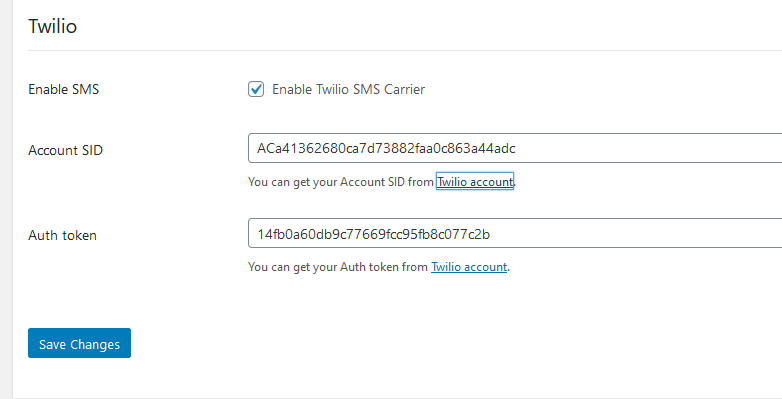 Twilio
Enable SMS
Enable Twilio SMS Carrier
Account SID
ACa41362680ca7d73882faa0c863a44adc
You can get your Account SID from Twilio account.
Auth token
14fb0a60db9c77669fcc95fb8c077c2b
You can get your Auth token from Twilio account.
Save Changes